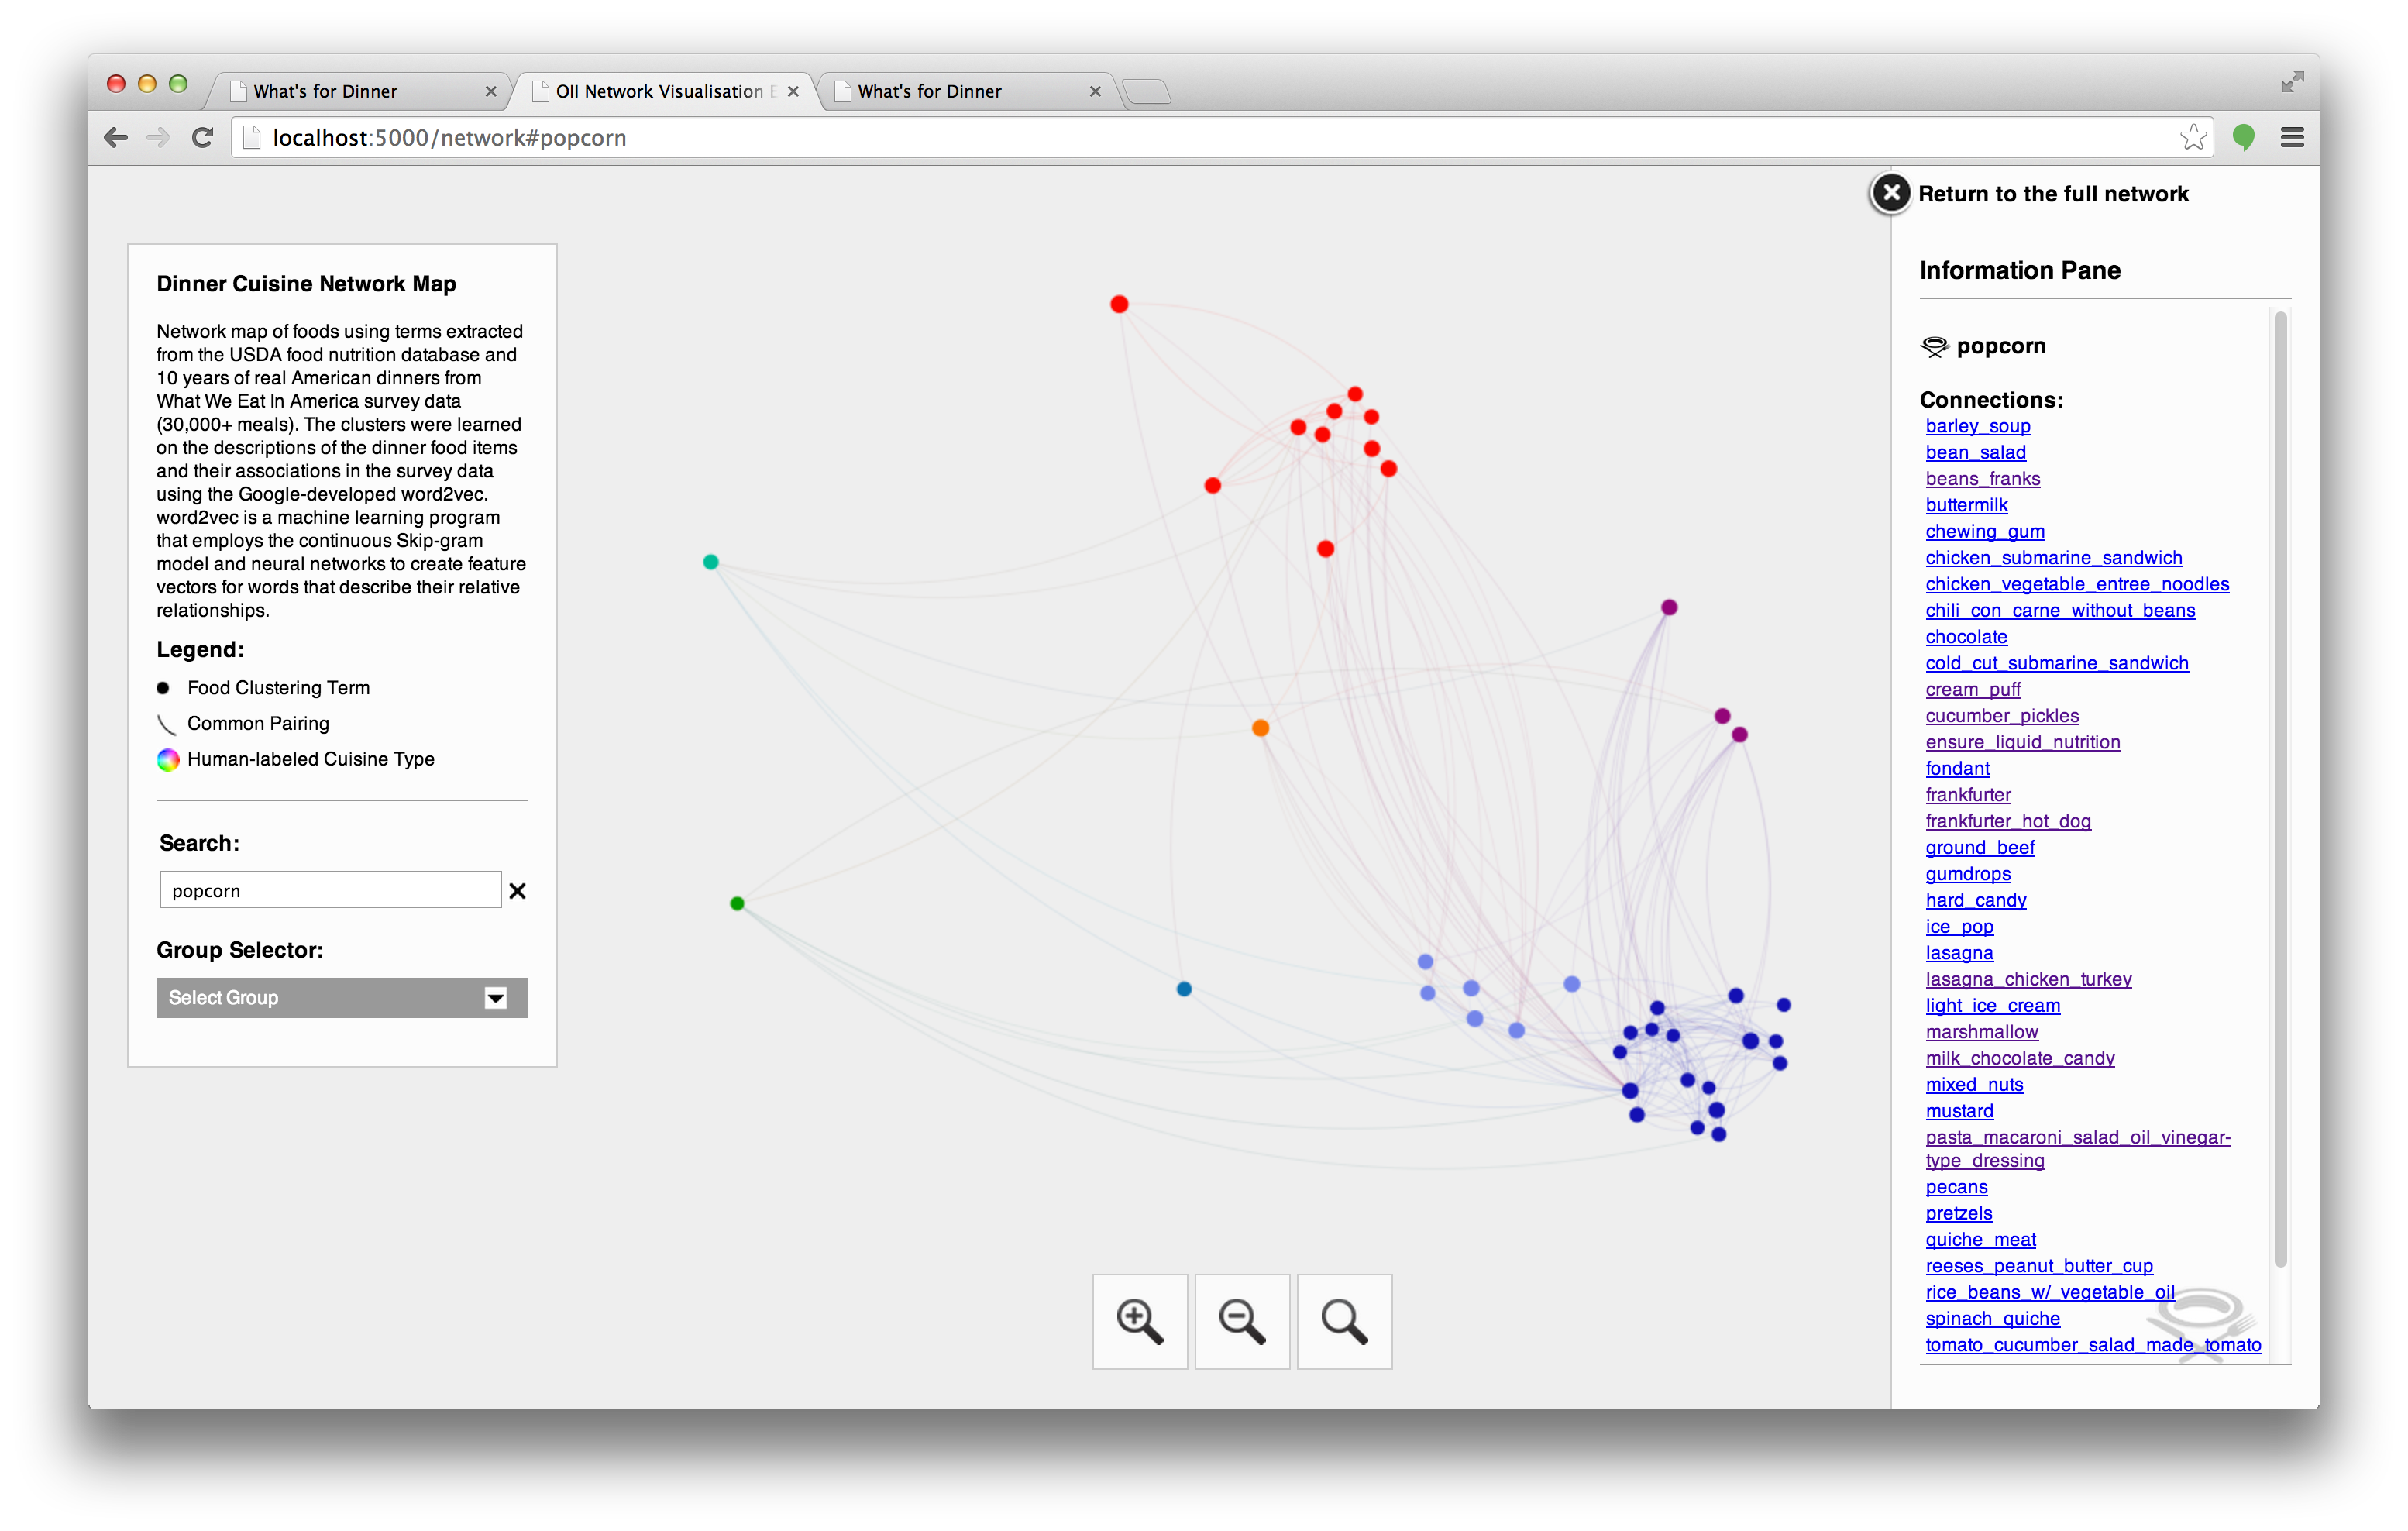 What's for Dinner
OII Network Visualisation E
What's for Dinner
localhost:5000/network#popcorn
Return to the full network
Dinner Cuisine Network Map
Network map of foods using terms extracted
from the USDA food nutrition database and
10 years of real American dinners from
What We Eat In America survey data
(30,000+ meals). The clusters were learned
on the descriptions of the dinner food items
and their associations in the survey data
using the Google-developed word2vec.
word2vec is a machine learning program
that employs the continuous Skip-gram
model and neural networks to create feature
vectors for words that describe their relative
relationships.
Legend:
Food Clustering Term
Common Pairing
Human-labeled Cuisine Type
Search:
popcorn
Group Selector:
Select Group
Information Pane
popcorn
Connections:
barley_soup
bean_salad
beans_franks
buttermilk
chewing_gum
chicken_submarine_sandwich
chicken_vegetable_entree_noodles
chili_con_carne_without_beans
chocolate
cold_cut_submarine_sandwich
cream_puff
cucumber_pickles
ensure_liquid_nutrition
fondant
frankfurter
frankfurter_hot_dog
ground_beef
gumdrops
hard_candy
ice_pop
lasagna
lasagna_chicken_turkey
light_ice_cream
marshmallow
milk_chocolate_candy
mixed_nuts
mustard
pasta_macaroni_salad_oil_vinegar-
type_dressing
pecans
pretzels
quiche_meat
reeses_peanut_butter_cup
rice_beans_w/_vegetable_oil
spinach_quiche
tomato_cucumber_salad_made_tomato